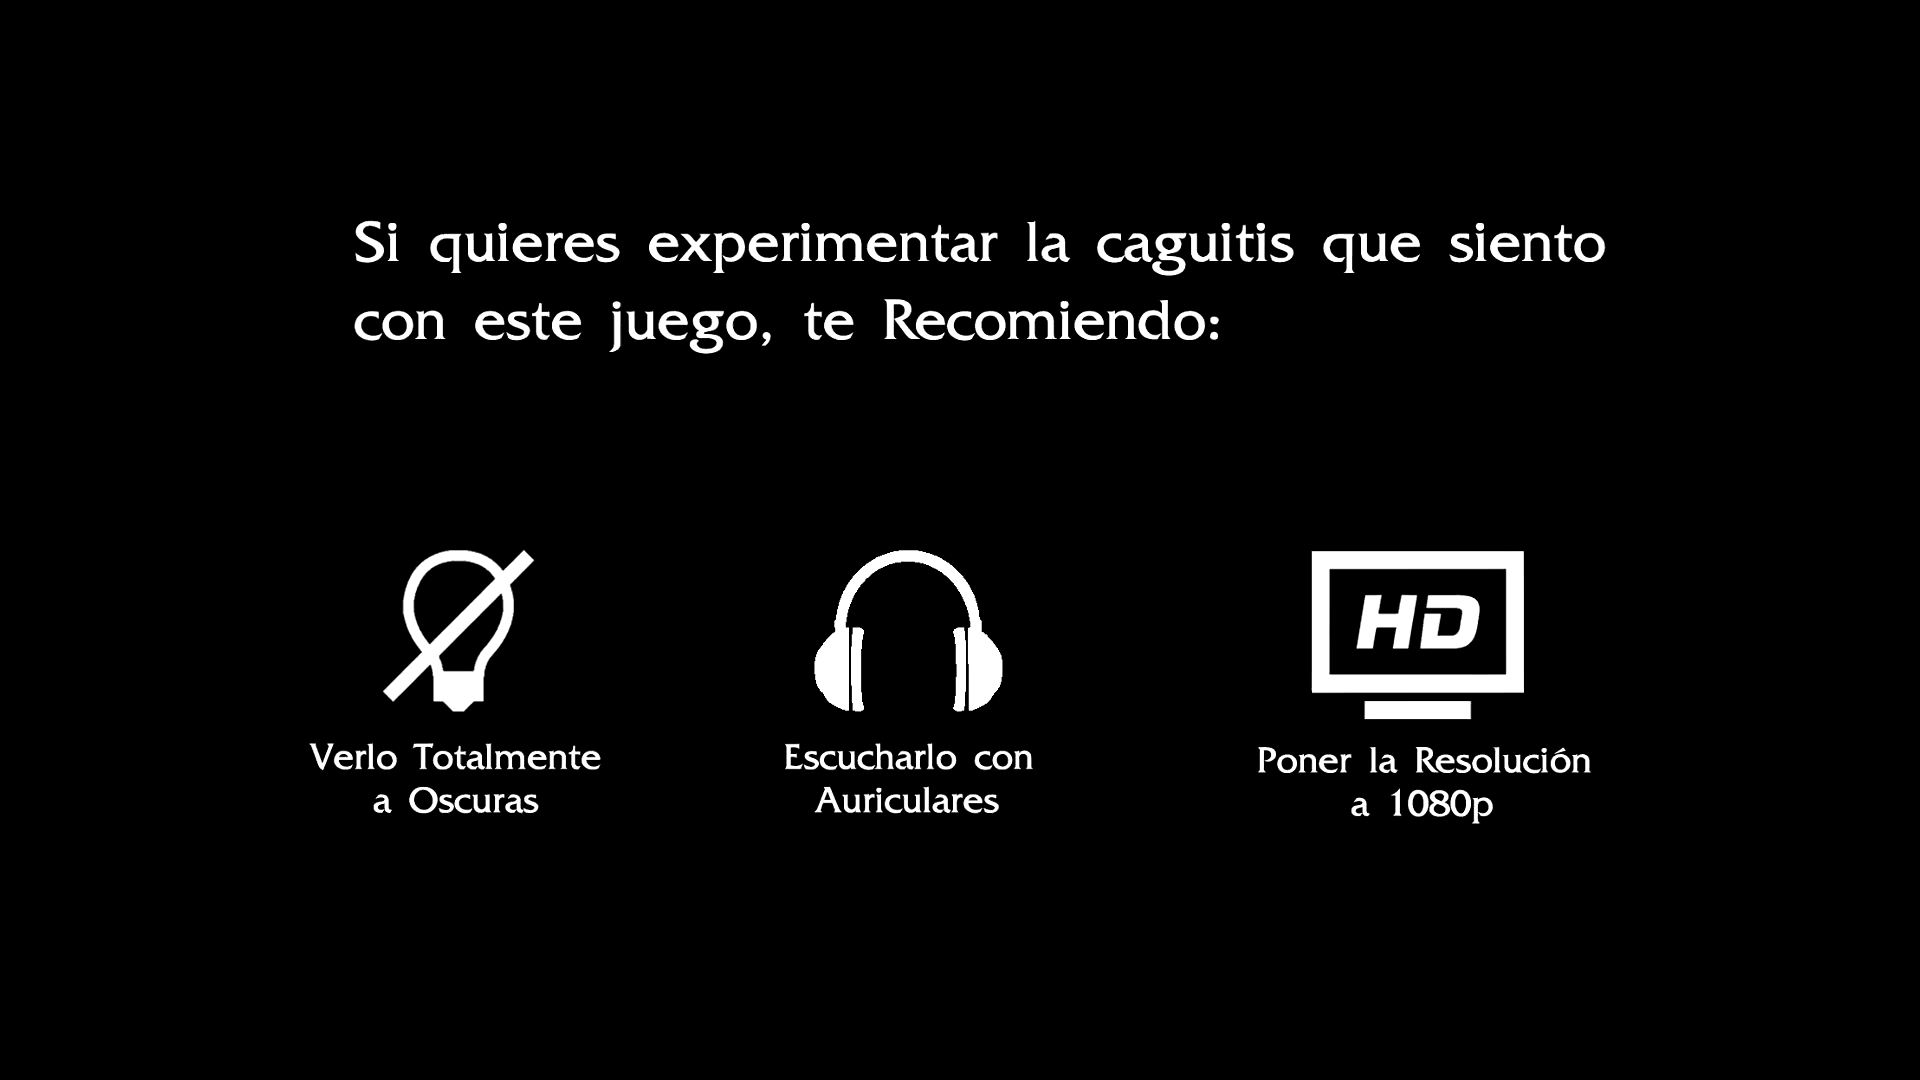 Si quieres experimentar la caguitis que siento
con este juego, te Recomiendo:
HD
Verlo Totalmente
a Oscuras
Escucharlo con
Auriculares
Poner la Resolución
a 1080p